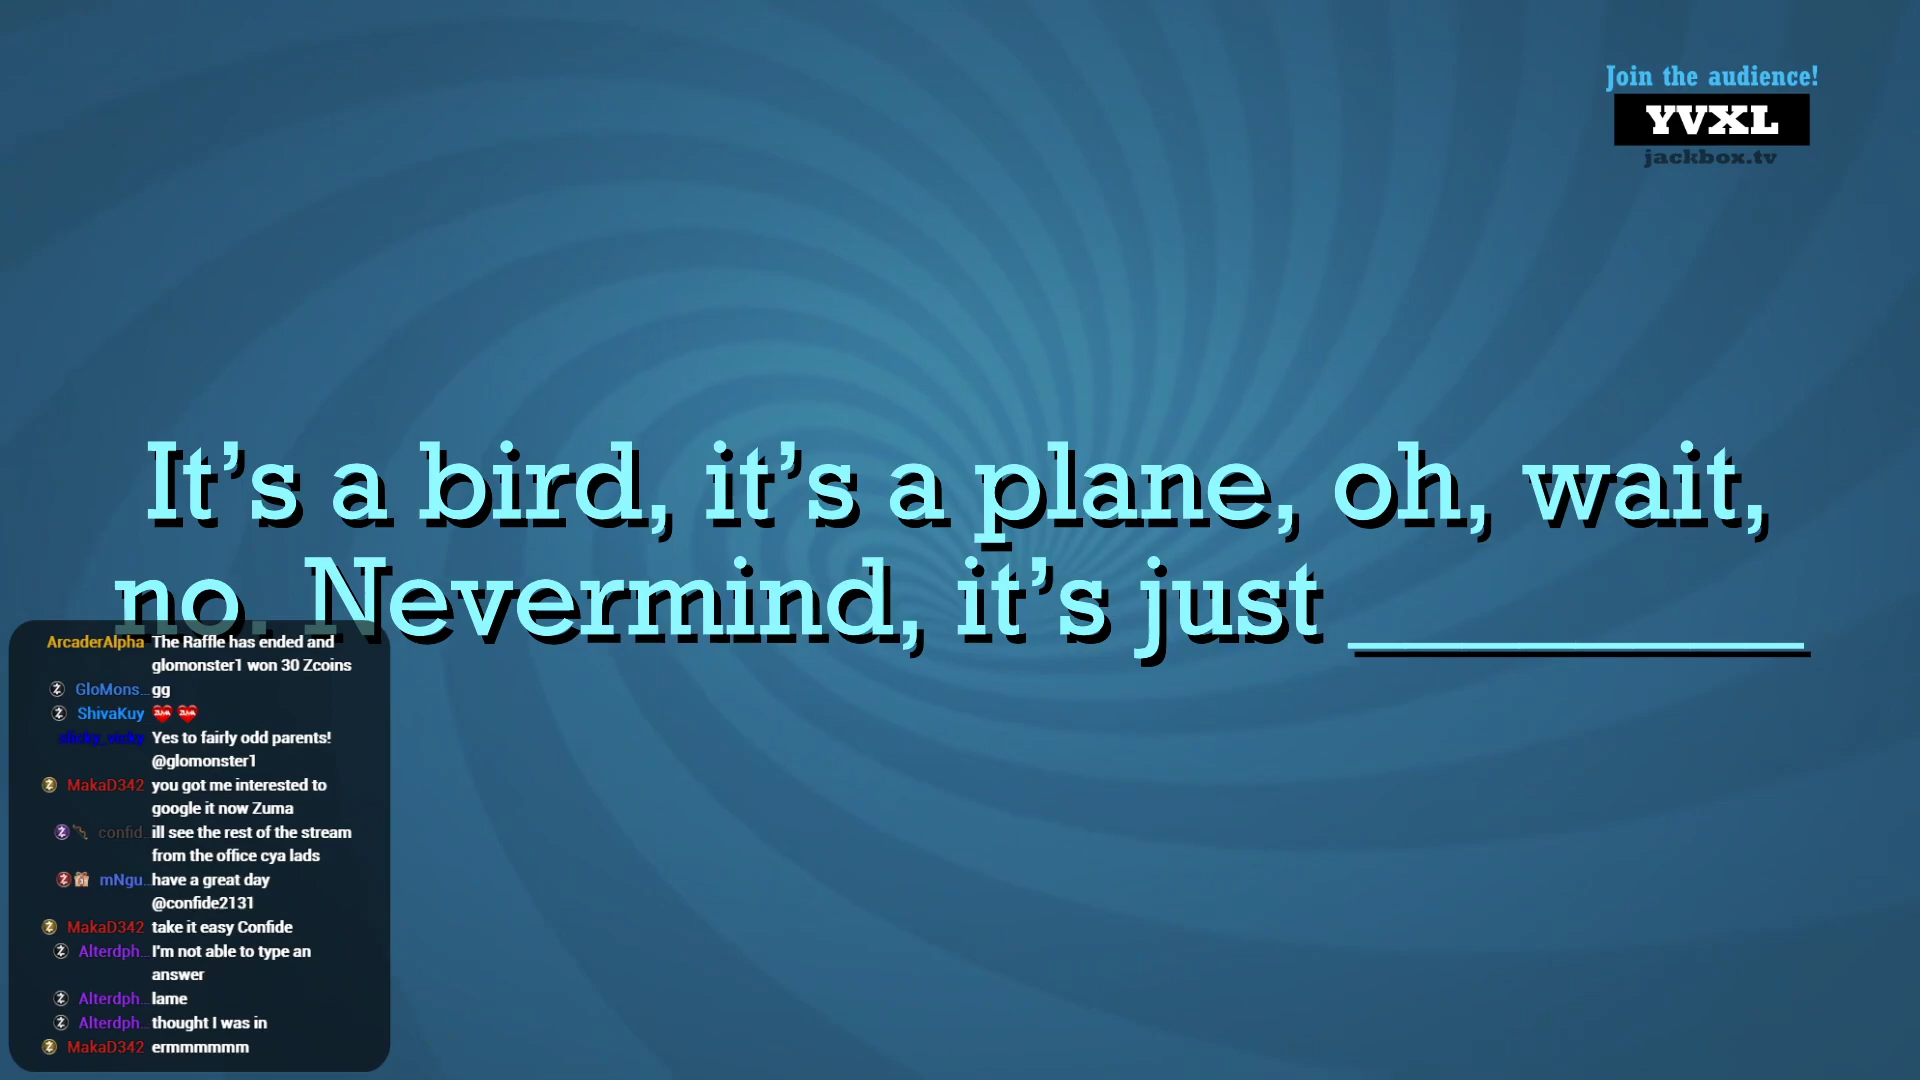 Join the audience!
YVXL
jackbox.tv
It's a bird, it's a plane, oh, wait,
no. Nevermind, it's just ________
ArcaderAlpha The Raffle has ended and
glomonster1 won 30 Zcoins
GloMons... gg
ShivaKuy
sticky_vicky Yes to fairly odd parents!
@glomonster1
MakaD342 you got me interested to
google it now Zuma
confid... ill see the rest of the stream
from the office cya lads
mNgu... have a great day
@confide2131
MakaD342 take it easy Confide
Alterdph... I'm not able to type an
answer
Alterdph... lame
Alterdph... thought I was in
MakaD342 ermmmmmm